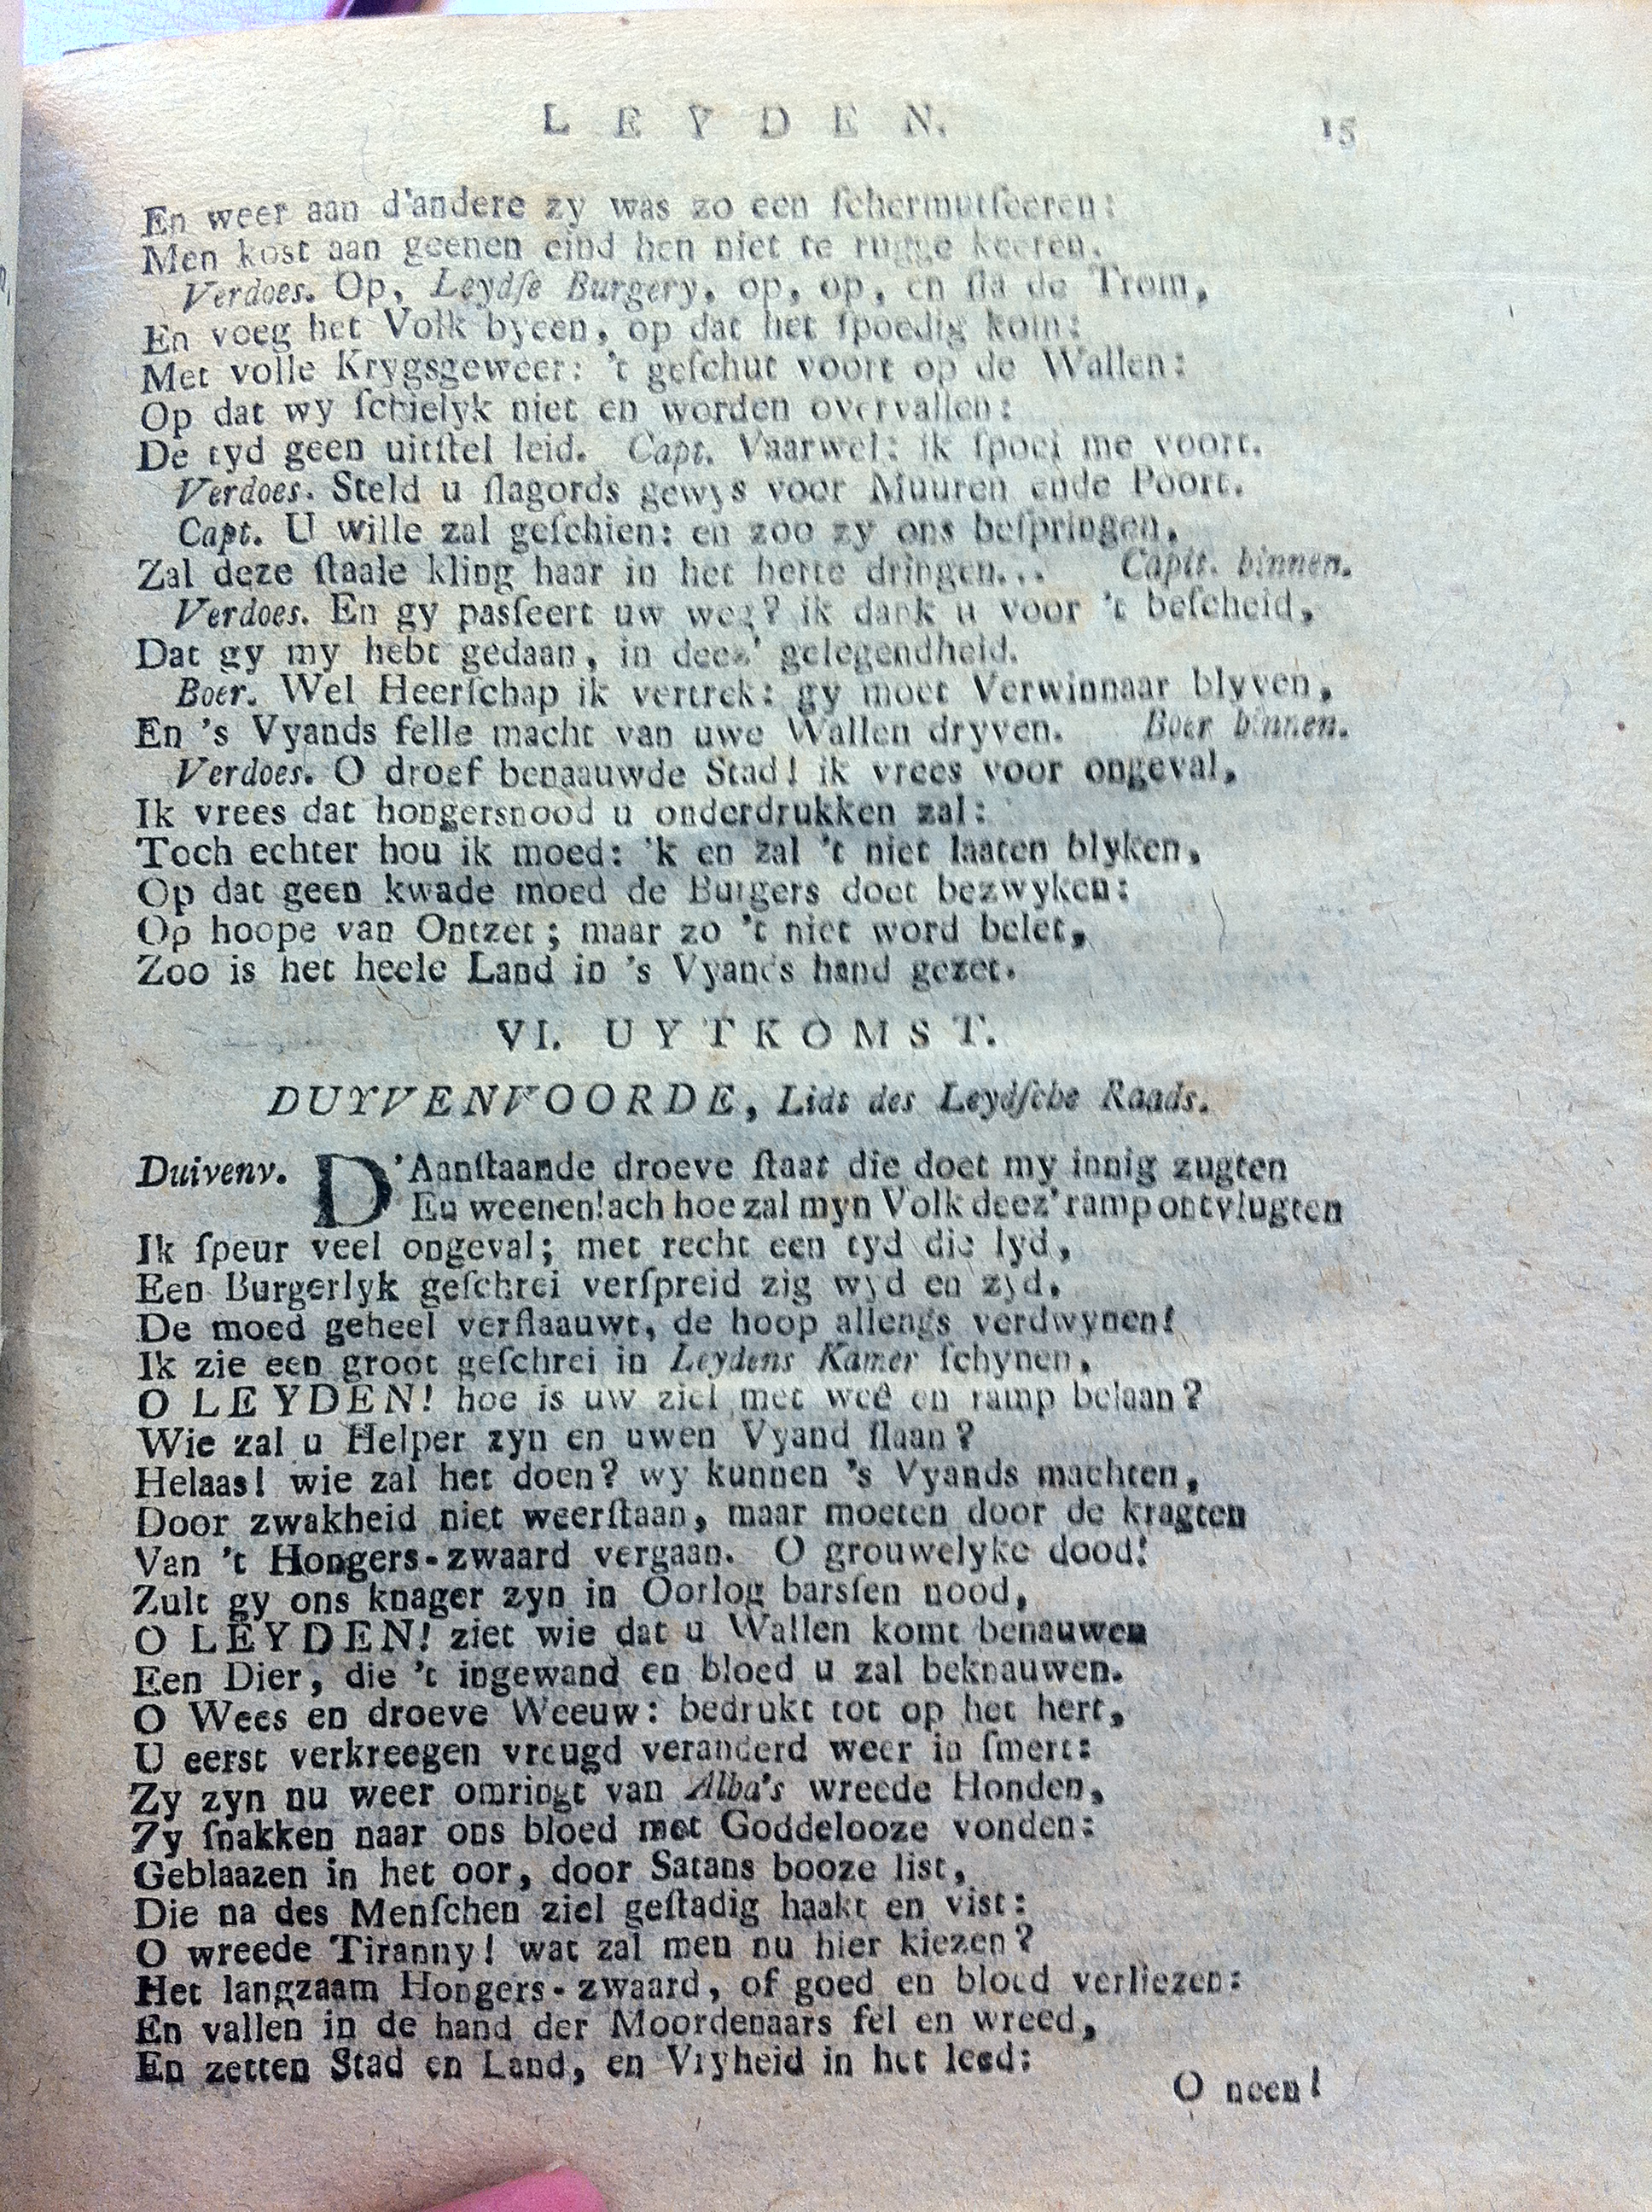 LEYDEN. 15
En weer aan d'andere zy was zo een ſchermutſeeren:
Men kost aan geenen eind hen niet te rugge keeren.
Verdoes. Op, Leydſe Burgery, op, op, en ſla de Trom,
En voeg het Volk byeen, op dat het ſpoedig kom:
Met volle Krygsgeweer: 't geſchut voort op de Wallen:
Op dat wy ſchielyk niet en worden overvallen:
De tyd geen uitſtel leid. Capt. Vaarwel: ik ſpoei me voort.
Verdoes. Steld u ſlagords gewys voor Muuren ende Poort.
Capt. U wille zal geſchien: en zoo zy ons beſpringen,
Zal deze ſtaale kling haar in het herte dringen... Capit. binnen.
Verdoes. En gy pasſeert uw weg? ik dank u voor 't beſcheid,
Dat gy my hebt gedaan, in deez' gelegendheid.
Boer. Wel Heerſchap ik vertrek: gy moet Verwinnaar blyven,
En 's Vyands felle macht van uwe Wallen dryven. Boer binnen.
Verdoes. O droef benaauwde Stad! ik vrees voor ongeval,
Ik vrees dat hongersnood u onderdrukken zal:
Toch echter hou ik moed: 'k en zal 't niet laaten blyken,
Op dat geen kwade moed de Burgers doet bezwyken:
Op hoope van Ontzet; maar zo 't niet word belet,
Zoo is het heele Land in 's Vyands hand gezet.
VI. UYTKOMST.
DUYVENVOORDE, Lidt des Leydſche Raads.
Duivenv. D'Aanſtaande droeve ſtaat die doet my innig zugten
En weenen! ach hoe zal myn Volk deez' ramp ontvlugten
Ik ſpeur veel ongeval; met recht een tyd die lyd,
Een Burgerlyk geſchrei verſpreid zig wyd en zyd,
De moed geheel verflaauwt, de hoop allengs verdwynen!
Ik zie een groot geſchrei in Leydens Kamer ſchynen,
O LEYDEN! hoe is uw ziel met weê en ramp belaan?
Wie zal u Helper zyn en uwen Vyand ſlaan?
Helaas! wie zal het doen? wy kunnen 's Vyands machten,
Door zwakheid niet weerſtaan, maar moeten door de kragten
Van 't Hongers-zwaard vergaan. O grouwelyke dood!
Zult gy ons knager zyn in Oorlog barsſen nood,
O LEYDEN! ziet wie dat u Wallen komt benauwen
Een Dier, die 't ingewand en bloed u zal beknauwen.
O Wees en droeve Weeuw: bedrukt tot op het hert,
U eerst verkreegen vreugd veranderd weer in ſmert:
Zy zyn nu weer omringt van Alba's wreede Honden,
Zy ſnakken naar ons bloed met Goddelooze vonden:
Geblaazen in het oor, door Satans booze list,
Die na des Menſchen ziel geſtadig haakt en vist:
O wreede Tiranny! wat zal men nu hier kiezen?
Het langzaam Hongers-zwaard, of goed en bloed verliezen:
En vallen in de hand der Moordenaars fel en wreed,
En zetten Stad en Land, en Vryheid in het leed:
O neen!